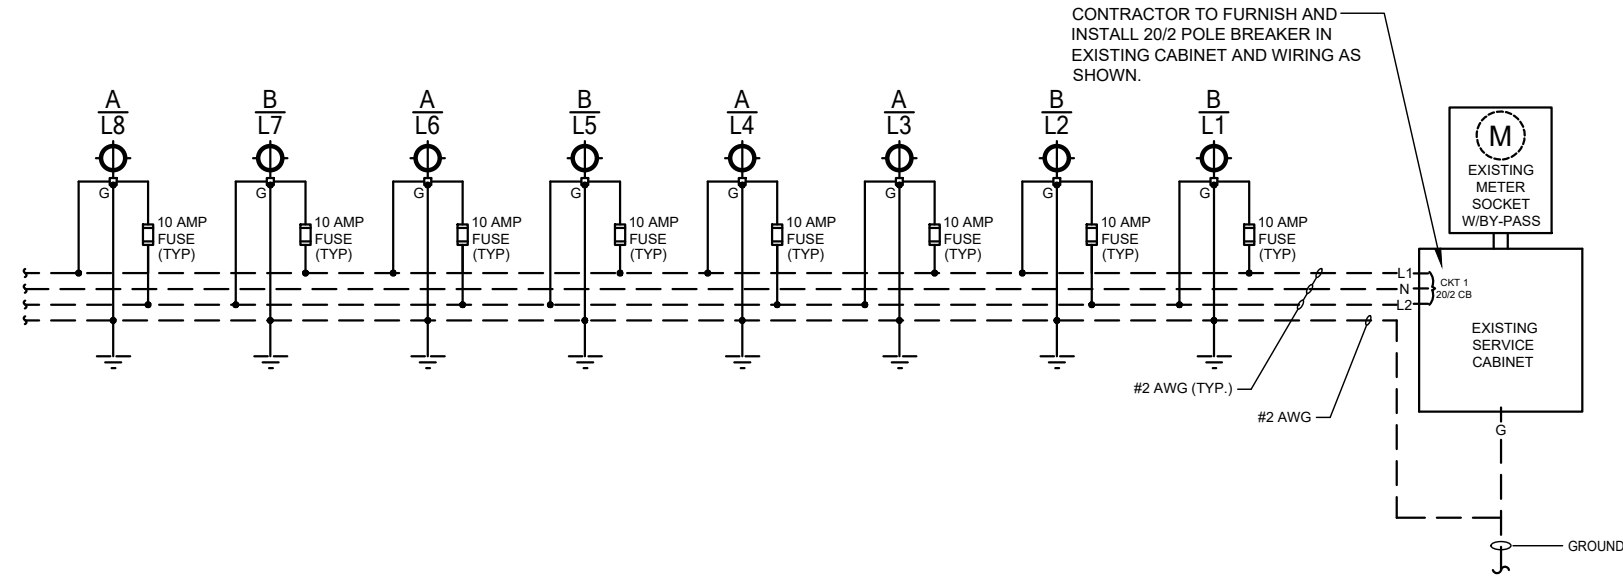 CONTRACTOR TO FURNISH AND
INSTALL 20/2 POLE BREAKER IN
EXISTING CABINET AND WIRING AS
SHOWN.
A
L8
B
L7
A
L6
B
L5
A
L4
A
L3
B
L2
B
L1
M
EXISTING
METER
SOCKET
W/BY-PASS
G
10 AMP
FUSE
(TYP)
G
10 AMP
FUSE
(TYP)
G
10 AMP
FUSE
(TYP)
G
10 AMP
FUSE
(TYP)
G
10 AMP
FUSE
(TYP)
G
10 AMP
FUSE
(TYP)
G
10 AMP
FUSE
(TYP)
G
10 AMP
FUSE
(TYP)
L1
N
L2
CKT 1
20/2 CB
EXISTING
SERVICE
CABINET
#2 AWG (TYP.)
#2 AWG
G
GROUND